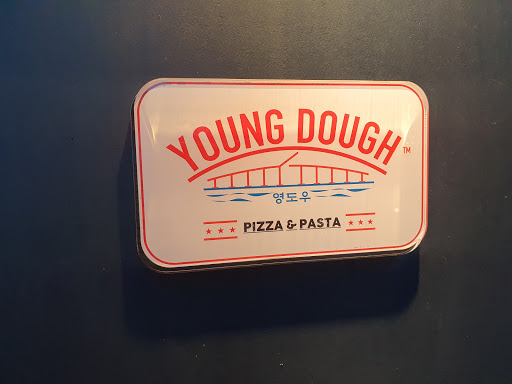 YOUNG DOUGH™
영도우
PIZZA & PASTA